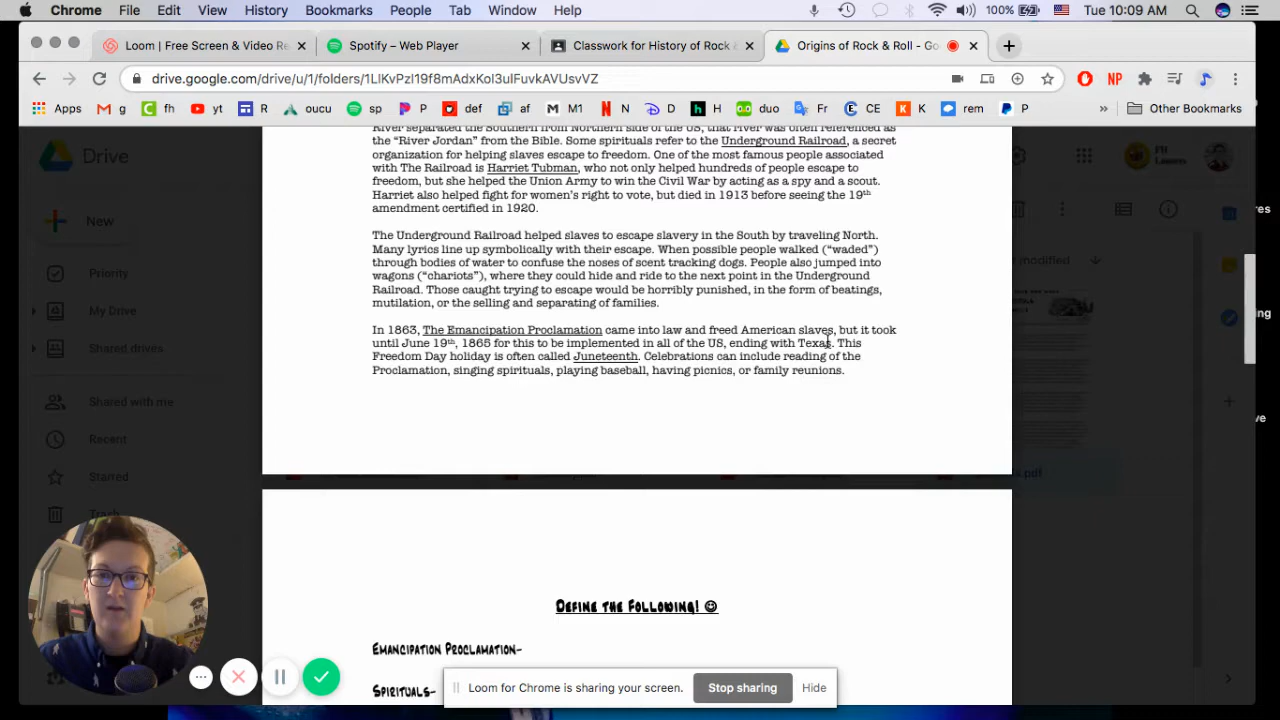 Chrome File Edit View History Bookmarks People Tab Window Help 100% Tue 10:09 AM
Loom | Free Screen & Video Re × Spotify – Web Player × Classwork for History of Rock & × Origins of Rock & Roll - Go ×
drive.google.com/drive/u/1/folders/1LlKvPzl19f8mAdxKol3ulFuvkAVUsvVZ
Apps g fh yt R oucu sp P def af M1 N D H duo Fr CE K rem P » Other Bookmarks
River separated the Southern from Northern side of the US, that river was often referenced as
the “River Jordan” from the Bible. Some spirituals refer to the Underground Railroad, a secret
organization for helping slaves escape to freedom. One of the most famous people associated
with The Railroad is Harriet Tubman, who not only helped hundreds of people escape to
freedom, but she helped the Union Army to win the Civil War by acting as a spy and a scout.
Harriet also helped fight for women’s right to vote, but died in 1913 before seeing the 19th
amendment certified in 1920.
The Underground Railroad helped slaves to escape slavery in the South by traveling North.
Many lyrics line up symbolically with their escape. When possible people walked (“waded”)
through bodies of water to confuse the noses of scent tracking dogs. People also jumped into
wagons (“chariots”), where they could hide and ride to the next point in the Underground
Railroad. Those caught trying to escape would be horribly punished, in the form of beatings,
mutilation, or the selling and separating of families.
In 1863, The Emancipation Proclamation came into law and freed American slaves, but it took
until June 19th, 1865 for this to be implemented in all of the US, ending with Texas. This
Freedom Day holiday is often called Juneteenth. Celebrations can include reading of the
Proclamation, singing spirituals, playing baseball, having picnics, or family reunions.
Define the Following! ☺
Emancipation Proclamation-
Spirituals-
Drive
New
Priority
My Drive
Shared drives
Shared with me
Recent
Starred
Trash
modified
.pdf
Loom for Chrome is sharing your screen. Stop sharing Hide